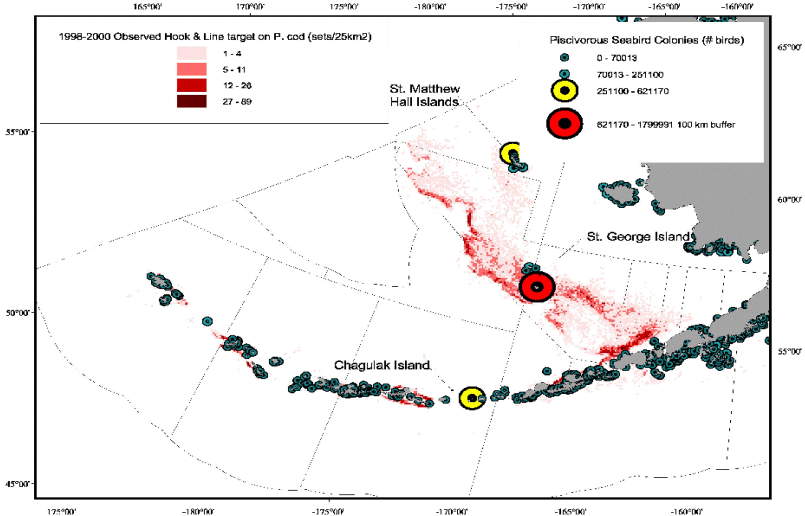 165°00'
-170°00'
-175°00'
-180°00'
-175°00'
-170°00'
-165°00'
-160°00'
1998-2000 Observed Hook & Line target on P. cod (sets/25km2)
1 - 4
5 - 11
12 - 26
27 - 89
Piscivorous Seabird Colonies (# birds)
0 - 70013
70013 - 251100
251100 - 621170
621170 - 1799991 100 km buffer
65°00'
St. Matthew
Hall Islands
55°00'
60°00'
St. George Island
50°00'
55°00'
Chagulak Island
45°00'
175°00'
-180°00'
-175°00'
-170°00'
-165°00'
-160°00'